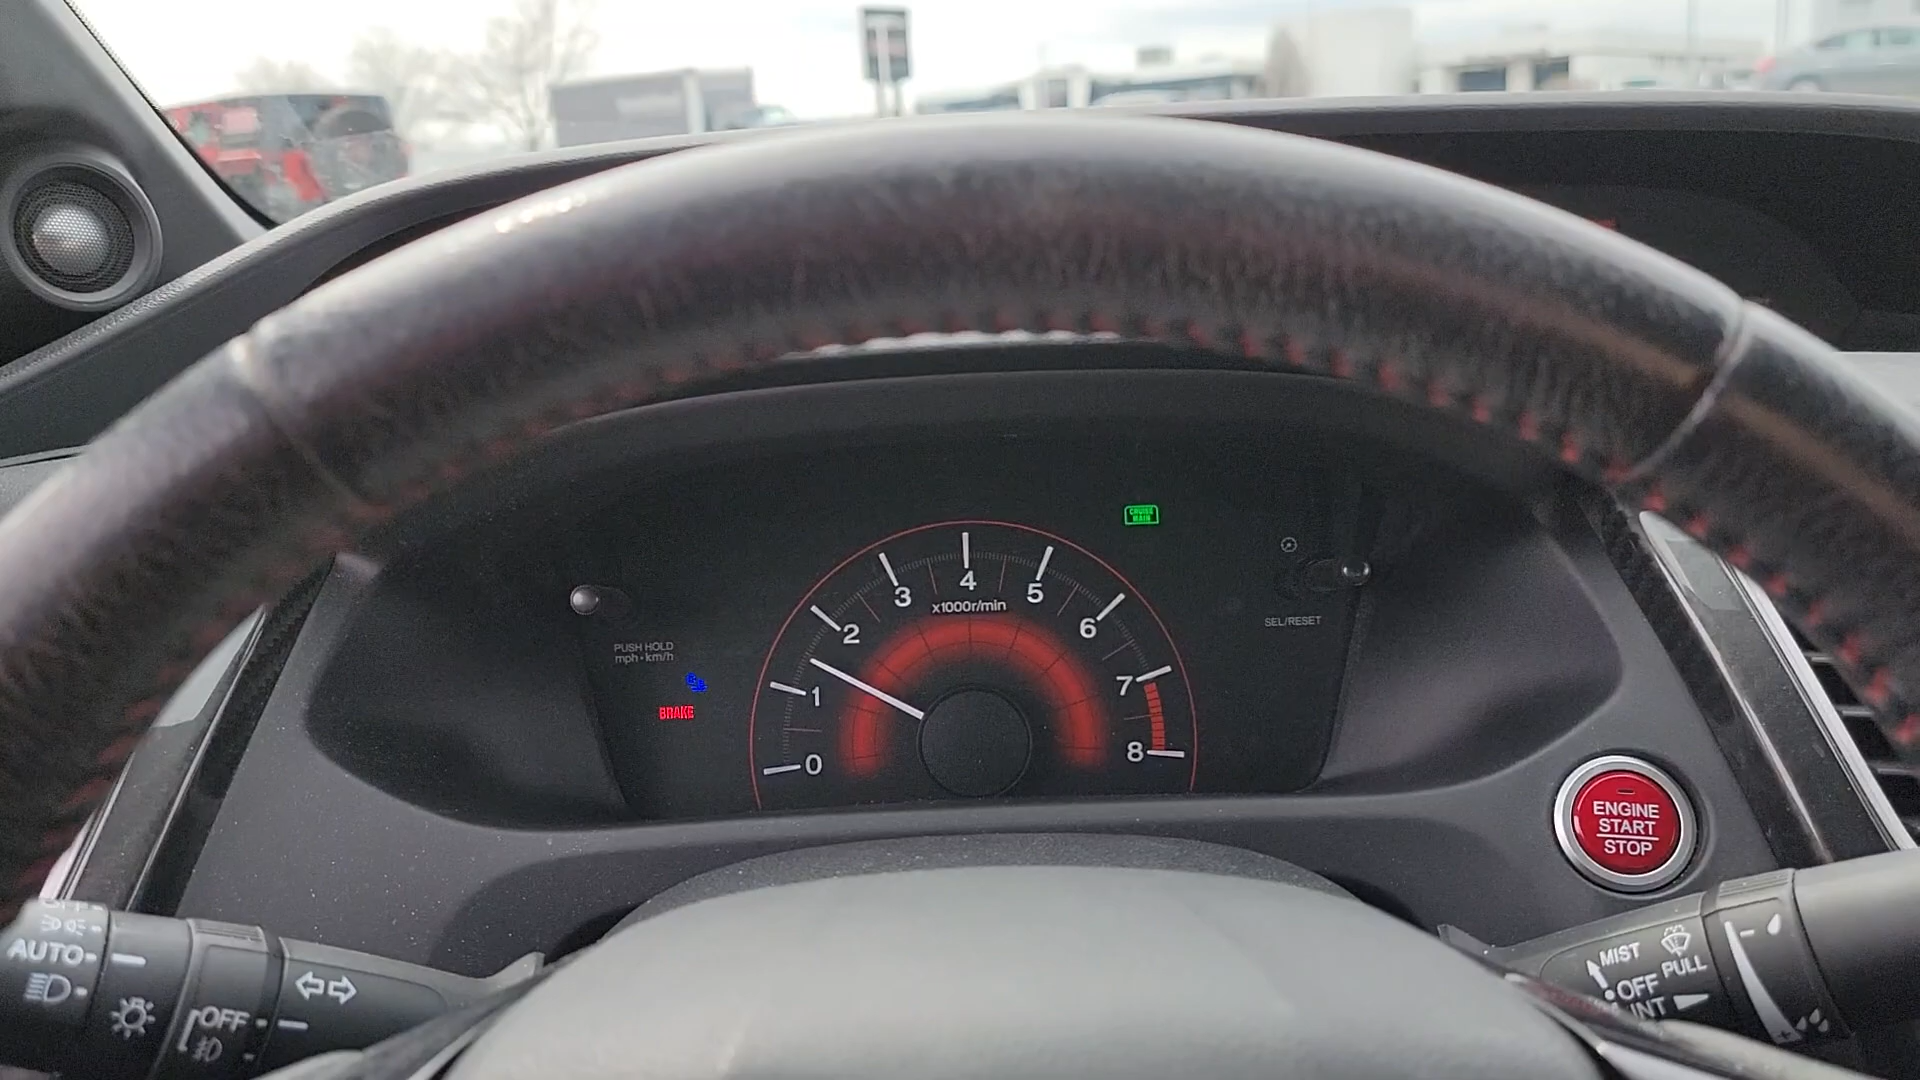 CRUISE
MAIN
4
3
5
x1000r/min
2
6
SEL/RESET
PUSH HOLD
mph•km/h
1
7
BRAKE
0
8
ENGINE
START
STOP
OFF
AUTO
OFF
MIST
PULL
OFF
INT